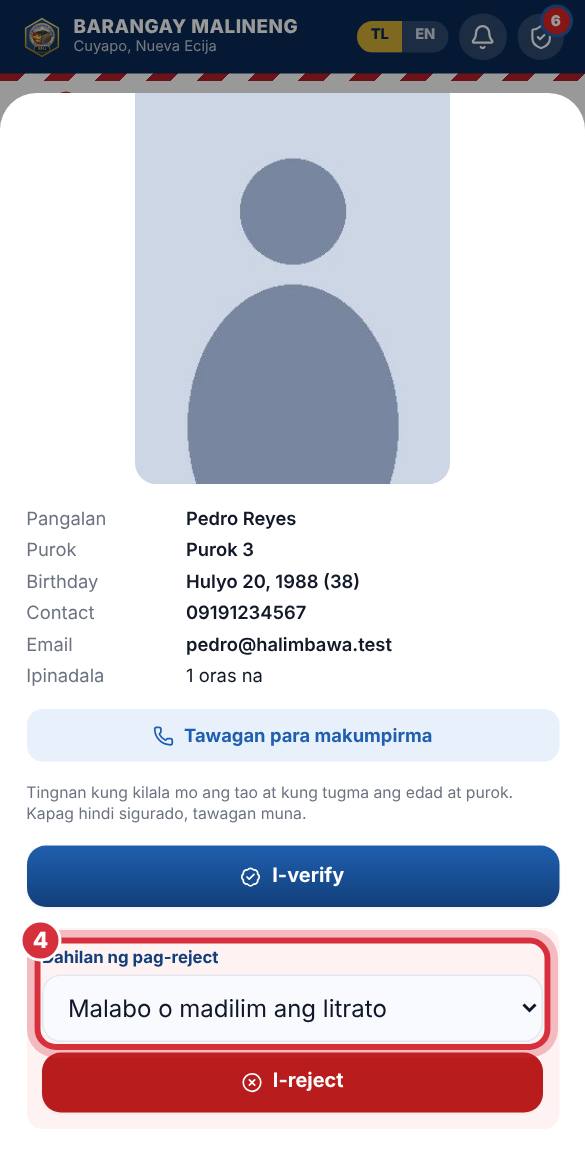 BARANGAY MALINENG
Cuyapo, Nueva Ecija
TL EN
6
Pangalan Pedro Reyes
Purok Purok 3
Birthday Hulyo 20, 1988 (38)
Contact 09191234567
Email pedro@halimbawa.test
Ipinadala 1 oras na
Tawagan para makumpirma
Tingnan kung kilala mo ang tao at kung tugma ang edad at purok.
Kapag hindi sigurado, tawagan muna.
I-verify
4
Dahilan ng pag-reject
Malabo o madilim ang litrato
I-reject